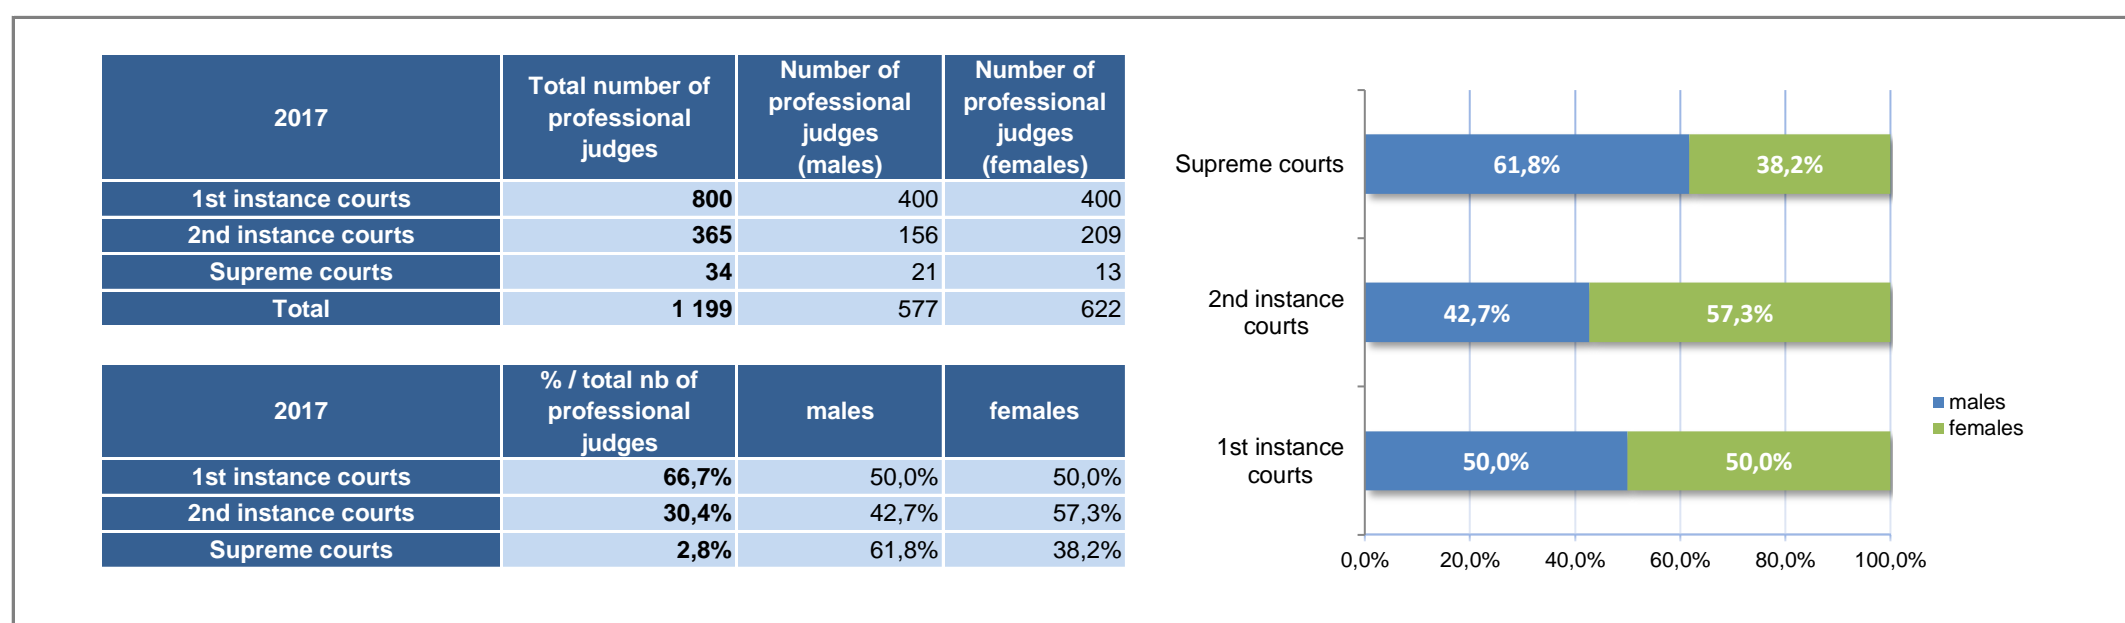 2017
Total number of
professional
judges
Number of
professional
judges
(males)
Number of
professional
judges
(females)
1st instance courts 800 400 400
2nd instance courts 365 156 209
Supreme courts 34 21 13
Total 1 199 577 622
2017
% / total nb of
professional
judges
males
females
1st instance courts 66,7% 50,0% 50,0%
2nd instance courts 30,4% 42,7% 57,3%
Supreme courts 2,8% 61,8% 38,2%
Supreme courts 61,8% 38,2%
2nd instance
courts
42,7% 57,3%
1st instance
courts
50,0% 50,0%
0,0% 20,0% 40,0% 60,0% 80,0% 100,0%
males
females